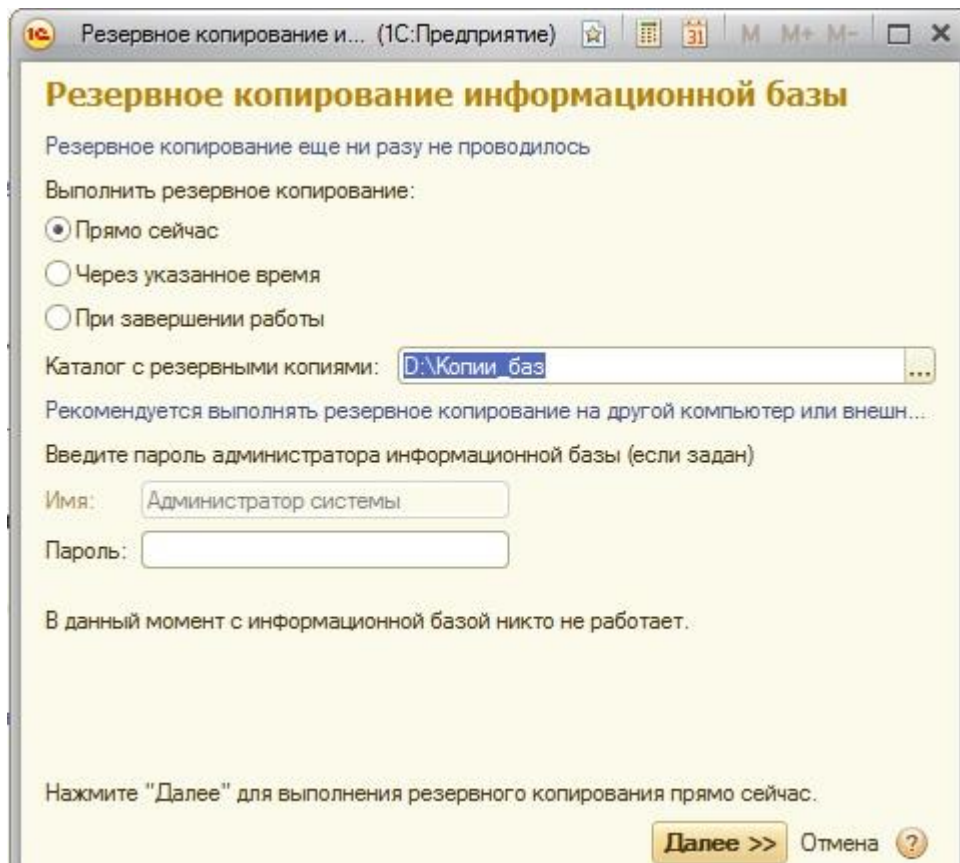 1С Резервное копирование и... (1С:Предприятие) 31 M M+ M-
Резервное копирование информационной базы
Резервное копирование еще ни разу не проводилось
Выполнить резервное копирование:
Прямо сейчас
Через указанное время
При завершении работы
Каталог с резервными копиями: D:\Копии_баз ...
Рекомендуется выполнять резервное копирование на другой компьютер или внешн...
Введите пароль администратора информационной базы (если задан)
Имя: Администратор системы
Пароль:
В данный момент с информационной базой никто не работает.
Нажмите "Далее" для выполнения резервного копирования прямо сейчас.
Далее >> Отмена ?